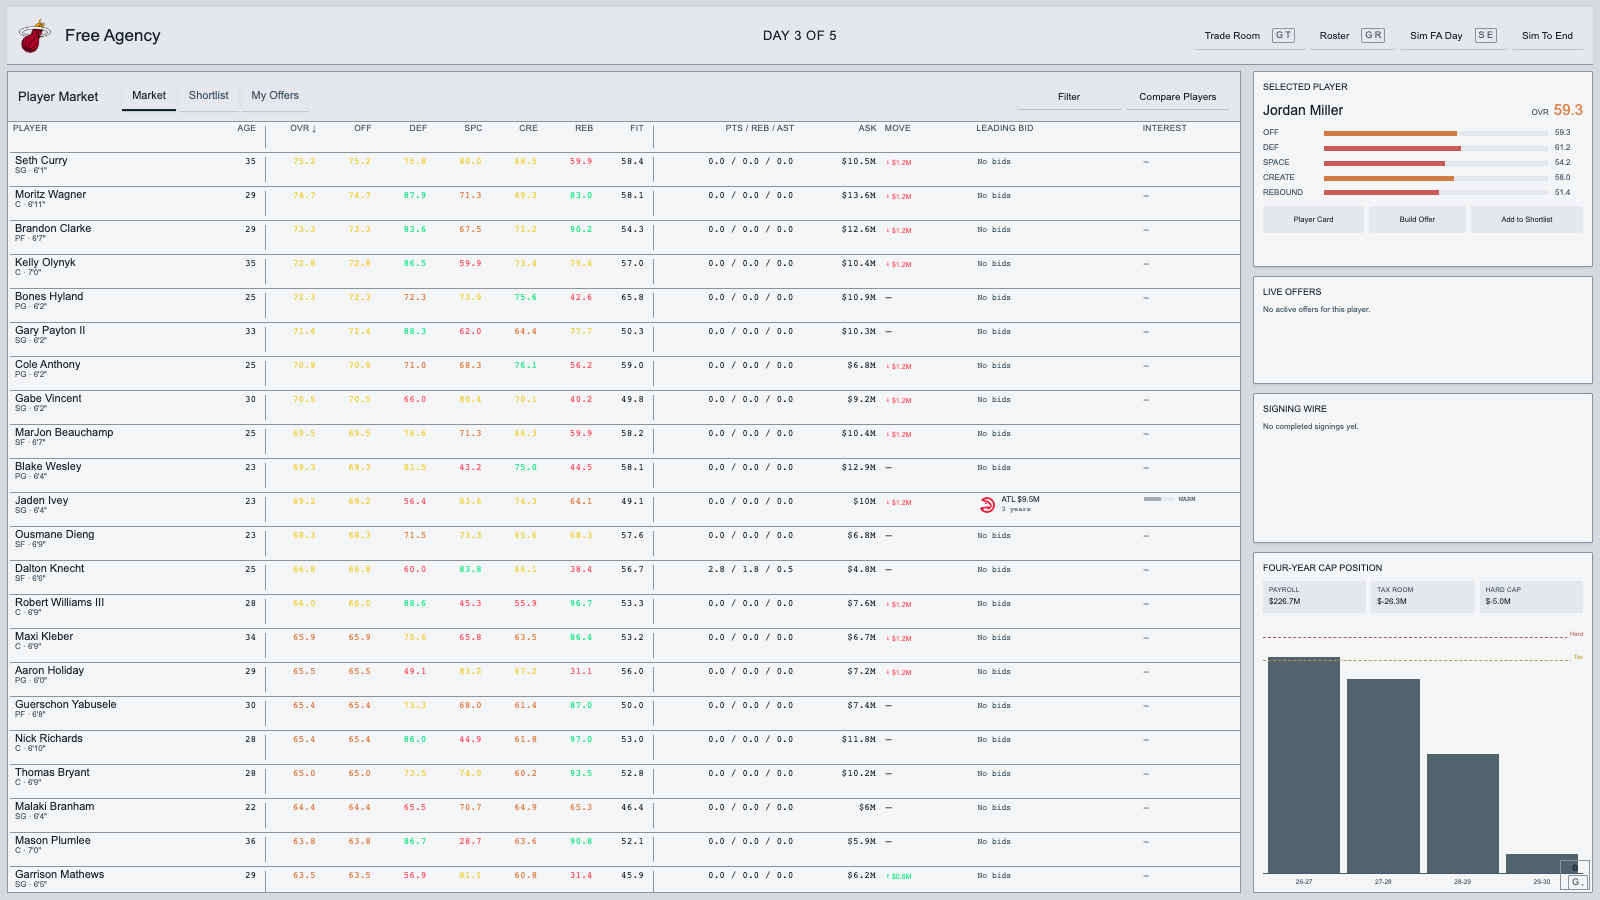 Free Agency
DAY 3 OF 5
Trade Room G T
Roster G R
Sim FA Day S E
Sim To End
Player Market
Market
Shortlist
My Offers
Filter
Compare Players
PLAYER AGE OVR ↓ OFF DEF SPC CRE REB FIT PTS / REB / AST ASK MOVE LEADING BID INTEREST
Seth Curry 35 75.2 75.2 75.8 80.0 68.5 59.9 58.4 0.0 / 0.0 / 0.0 $10.5M ↓ $1.2M No bids —
SG · 6'1"
Moritz Wagner 29 74.7 74.7 87.9 71.3 69.3 83.0 58.1 0.0 / 0.0 / 0.0 $13.6M ↓ $1.2M No bids —
C · 6'11"
Brandon Clarke 29 73.3 73.3 83.6 67.5 71.2 90.2 54.3 0.0 / 0.0 / 0.0 $12.6M ↓ $1.2M No bids —
PF · 6'7"
Kelly Olynyk 35 72.8 72.8 86.5 59.9 73.4 79.4 57.0 0.0 / 0.0 / 0.0 $10.4M ↓ $1.2M No bids —
C · 7'0"
Bones Hyland 25 72.3 72.3 72.3 73.9 75.6 42.6 65.8 0.0 / 0.0 / 0.0 $10.9M — No bids —
PG · 6'2"
Gary Payton II 33 71.4 71.4 88.3 62.0 64.4 77.7 50.3 0.0 / 0.0 / 0.0 $10.3M — No bids —
SG · 6'2"
Cole Anthony 25 70.9 70.9 71.0 68.3 76.1 56.2 59.0 0.0 / 0.0 / 0.0 $6.8M ↓ $1.2M No bids —
PG · 6'2"
Gabe Vincent 30 70.5 70.5 66.0 80.4 70.1 40.2 49.8 0.0 / 0.0 / 0.0 $9.2M ↓ $1.2M No bids —
SG · 6'2"
MarJon Beauchamp 25 69.5 69.5 76.6 71.3 66.3 59.9 58.2 0.0 / 0.0 / 0.0 $10.4M ↓ $1.2M No bids —
SF · 6'7"
Blake Wesley 23 69.3 69.3 81.5 43.2 75.0 44.5 58.1 0.0 / 0.0 / 0.0 $12.9M — No bids —
PG · 6'4"
Jaden Ivey 23 69.2 69.2 56.4 83.6 74.3 64.1 49.1 0.0 / 0.0 / 0.0 $10M ↓ $1.2M ATL $9.5M WARM
SG · 6'4" 3 years
Ousmane Dieng 23 68.3 68.3 71.5 73.3 65.6 68.3 57.6 0.0 / 0.0 / 0.0 $6.8M — No bids —
SF · 6'9"
Dalton Knecht 25 66.8 66.8 60.0 83.8 66.1 38.4 56.7 2.8 / 1.8 / 0.5 $4.8M — No bids —
SF · 6'6"
Robert Williams III 28 66.0 66.0 88.6 45.3 55.9 96.7 53.3 0.0 / 0.0 / 0.0 $7.6M ↓ $1.2M No bids —
C · 6'9"
Maxi Kleber 34 65.9 65.9 75.6 65.8 63.5 86.4 53.2 0.0 / 0.0 / 0.0 $6.7M ↓ $1.2M No bids —
C · 6'9"
Aaron Holiday 29 65.5 65.5 49.1 83.2 67.2 31.1 56.0 0.0 / 0.0 / 0.0 $7.2M ↓ $1.2M No bids —
PG · 6'0"
Guerschon Yabusele 30 65.4 65.4 73.3 68.0 61.4 87.0 50.0 0.0 / 0.0 / 0.0 $7.4M — No bids —
PF · 6'8"
Nick Richards 28 65.4 65.4 86.0 44.9 61.8 97.0 53.0 0.0 / 0.0 / 0.0 $11.8M — No bids —
C · 6'10"
Thomas Bryant 28 65.0 65.0 73.5 74.0 60.2 93.5 52.8 0.0 / 0.0 / 0.0 $10.2M — No bids —
C · 6'9"
Malaki Branham 22 64.4 64.4 65.5 70.7 64.9 65.3 46.4 0.0 / 0.0 / 0.0 $6M — No bids —
SG · 6'4"
Mason Plumlee 36 63.8 63.8 86.7 28.7 63.6 90.8 52.1 0.0 / 0.0 / 0.0 $5.9M — No bids —
C · 7'0"
Garrison Mathews 29 63.5 63.5 56.9 81.1 60.8 31.4 45.9 0.0 / 0.0 / 0.0 $6.2M ↑ $0.6M No bids —
SG · 6'5"
SELECTED PLAYER
Jordan Miller OVR 59.3
OFF 59.3
DEF 61.2
SPACE 54.2
CREATE 58.0
REBOUND 51.4
Player Card
Build Offer
Add to Shortlist
LIVE OFFERS
No active offers for this player.
SIGNING WIRE
No completed signings yet.
FOUR-YEAR CAP POSITION
PAYROLL TAX ROOM HARD CAP
$226.7M $-26.3M $-5.0M
Hard
Tax
26-27 27-28 28-29 29-30
G ,